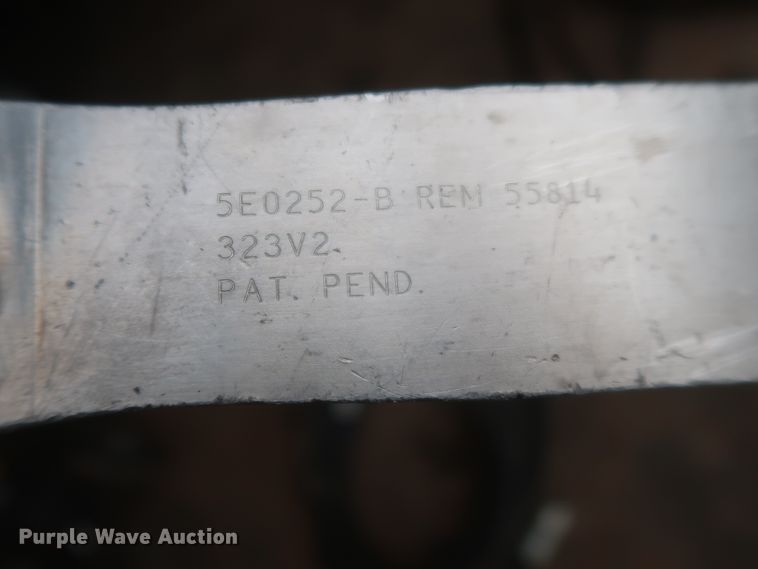 5E0252-B REM 55814
323V2
PAT. PEND.
Purple Wave Auction